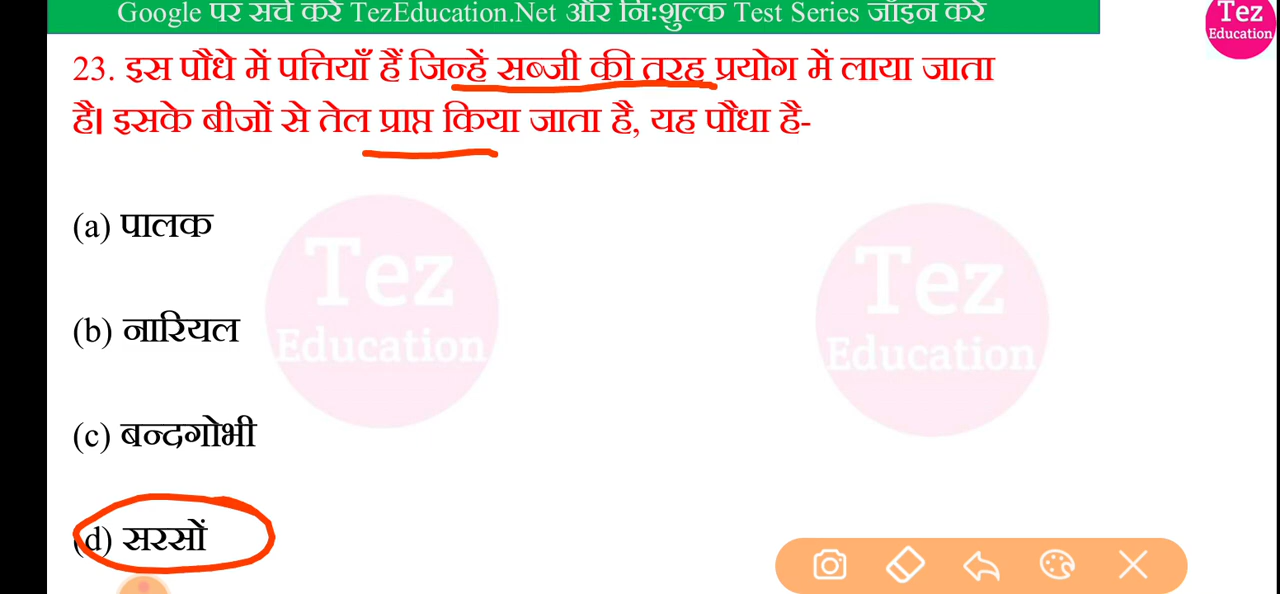 Google पर सर्च करें TezEducation.Net और निःशुल्क Test Series जॉइन करें
Tez
Education
23. इस पौधे में पत्तियाँ हैं जिन्हें सब्जी की तरह प्रयोग में लाया जाता
है। इसके बीजों से तेल प्राप्त किया जाता है, यह पौधा है-
(a) पालक
(b) नारियल
(c) बन्दगोभी
(d) सरसों
Tez
Education
Tez
Education